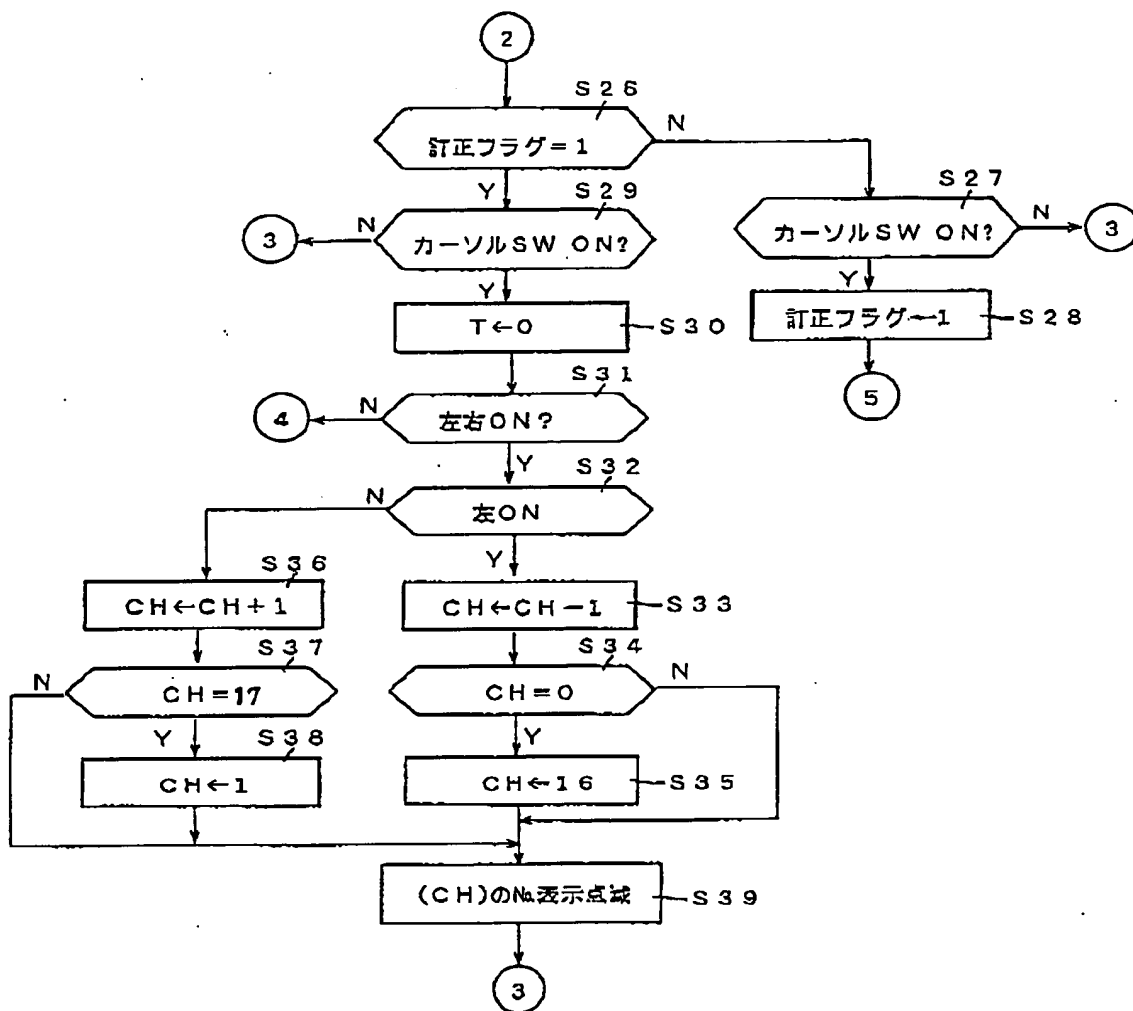 2
S26
訂正フラグ=1
N
Y
S29
S27
N
カーソルSW ON?
カーソルSW ON?
N
3
3
Y
Y
T←0
S30
訂正フラグ←1
S28
S31
5
4
N
左右ON?
Y
S32
N
左ON
Y
S36
CH←CH+1
CH←CH-1
S33
S37
S34
N
CH=17
CH=0
N
Y
S38
Y
CH←1
CH←16
S35
(CH)の№表示点滅
S39
3